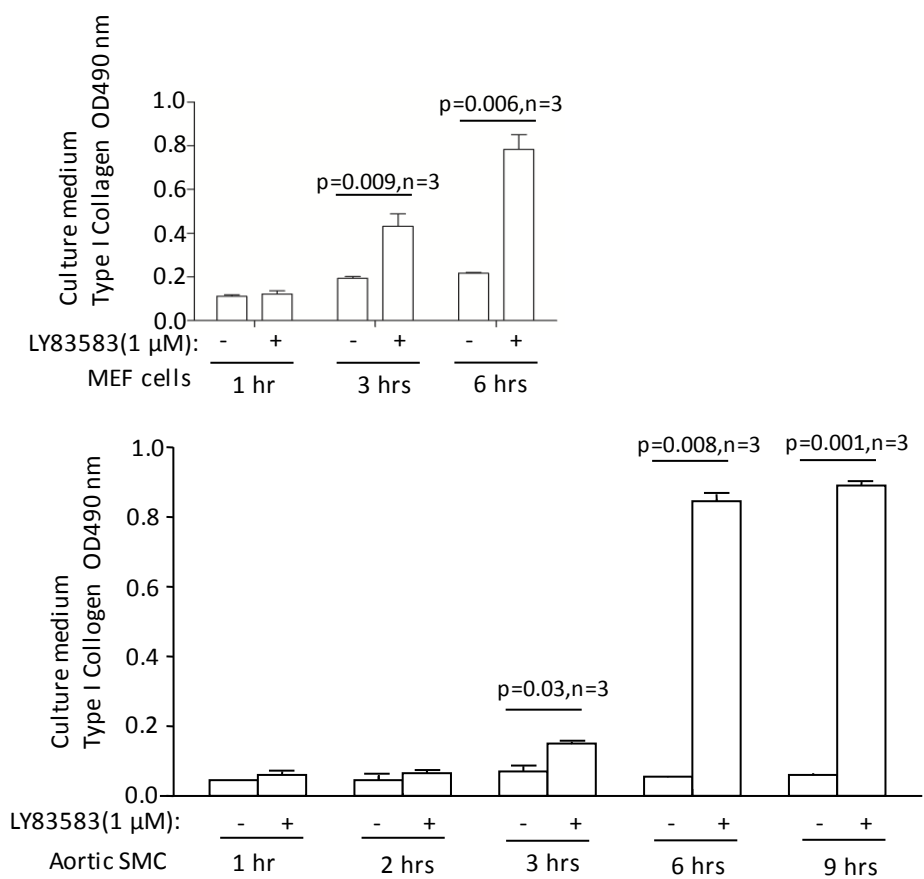 Culture medium
Type I Collagen OD490 nm
1.0
0.8
0.6
0.4
0.2
0.0
p=0.009,n=3
p=0.006,n=3
LY83583(1 µM): - + - + - +
MEF cells 1 hr 3 hrs 6 hrs
Culture medium
Type I Collogen OD490 nm
1.0
0.8
0.6
0.4
0.2
0.0
p=0.03,n=3
p=0.008,n=3
p=0.001,n=3
LY83583(1 µM): - + - + - + - + - +
Aortic SMC 1 hr 2 hrs 3 hrs 6 hrs 9 hrs